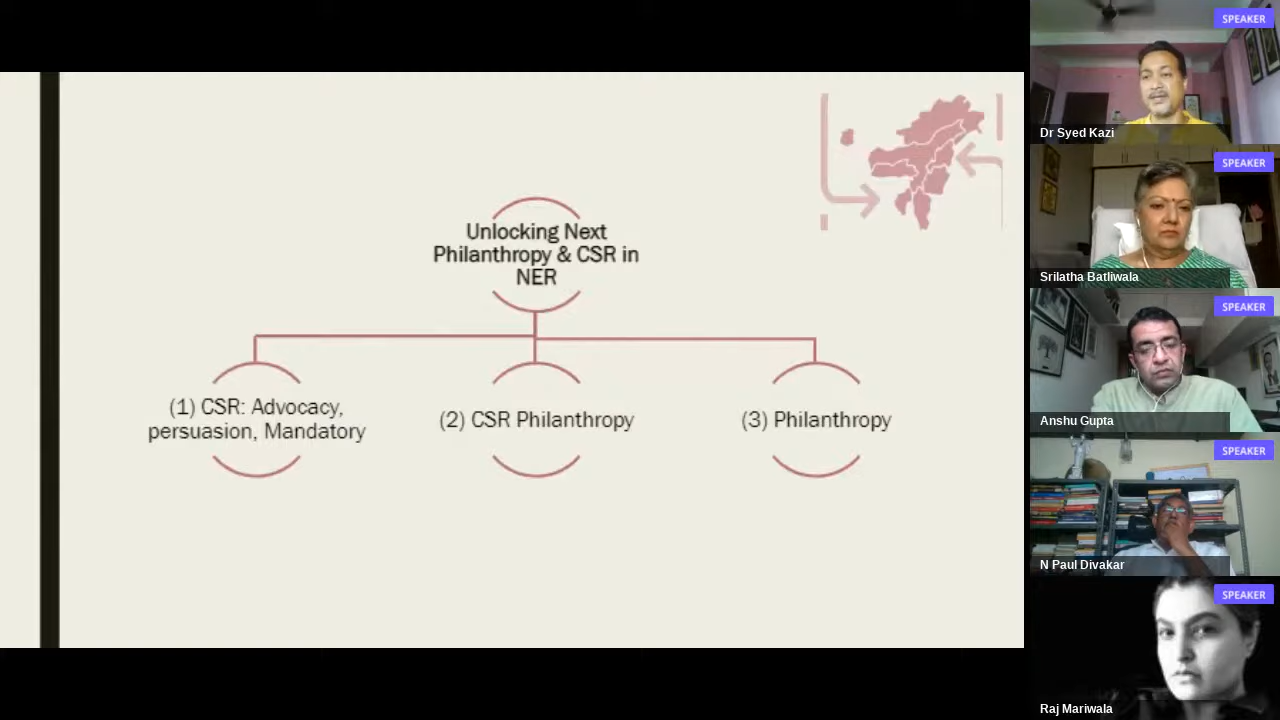 Unlocking Next
Philanthropy & CSR in
NER
(1) CSR: Advocacy,
persuasion, Mandatory
(2) CSR Philanthropy
(3) Philanthropy
SPEAKER
Dr Syed Kazi
SPEAKER
Srilatha Batliwala
SPEAKER
Anshu Gupta
SPEAKER
N Paul Divakar
SPEAKER
Raj Mariwala